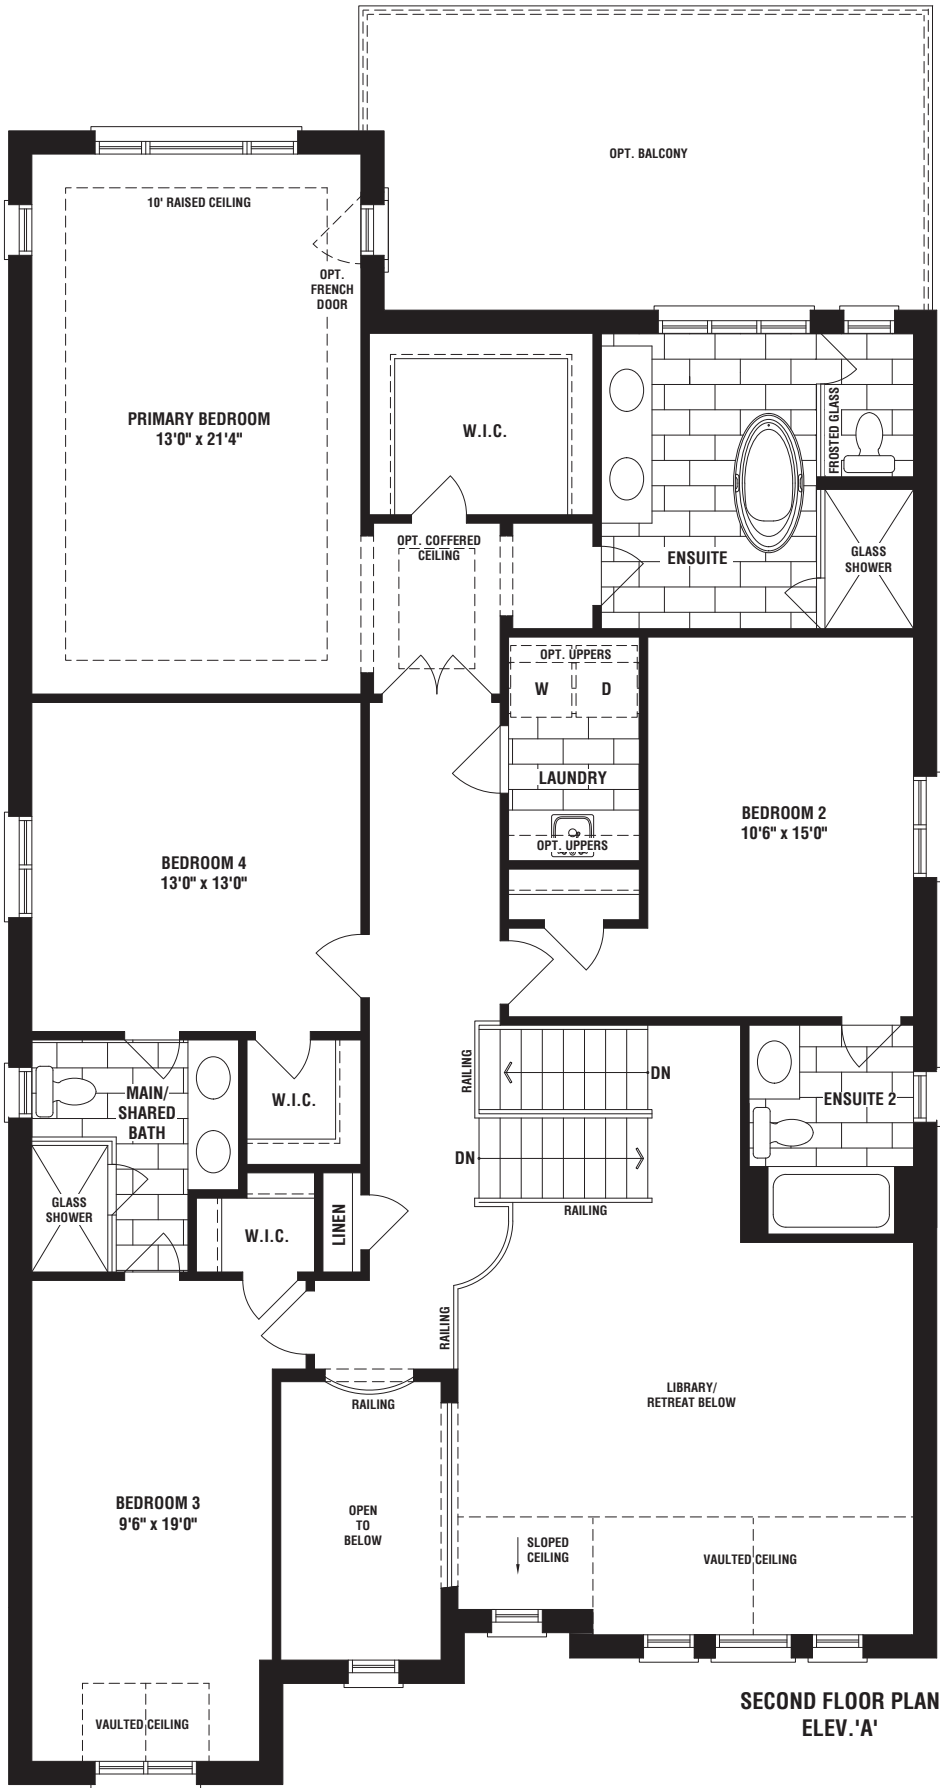 OPT. BALCONY
10' RAISED CEILING
OPT.
FRENCH
DOOR
PRIMARY BEDROOM
13'0" x 21'4"
W.I.C.
FROSTED GLASS
OPT. COFFERED
CEILING
ENSUITE
GLASS
SHOWER
OPT. UPPERS
W
D
LAUNDRY
OPT. UPPERS
BEDROOM 2
10'6" x 15'0"
BEDROOM 4
13'0" x 13'0"
MAIN/
SHARED
BATH
W.I.C.
RAILING
DN
ENSUITE 2
DN
RAILING
GLASS
SHOWER
W.I.C.
LINEN
RAILING
RAILING
LIBRARY/
RETREAT BELOW
BEDROOM 3
9'6" x 19'0"
OPEN
TO
BELOW
SLOPED
CEILING
VAULTED CEILING
VAULTED CEILING
SECOND FLOOR PLAN
ELEV.'A'